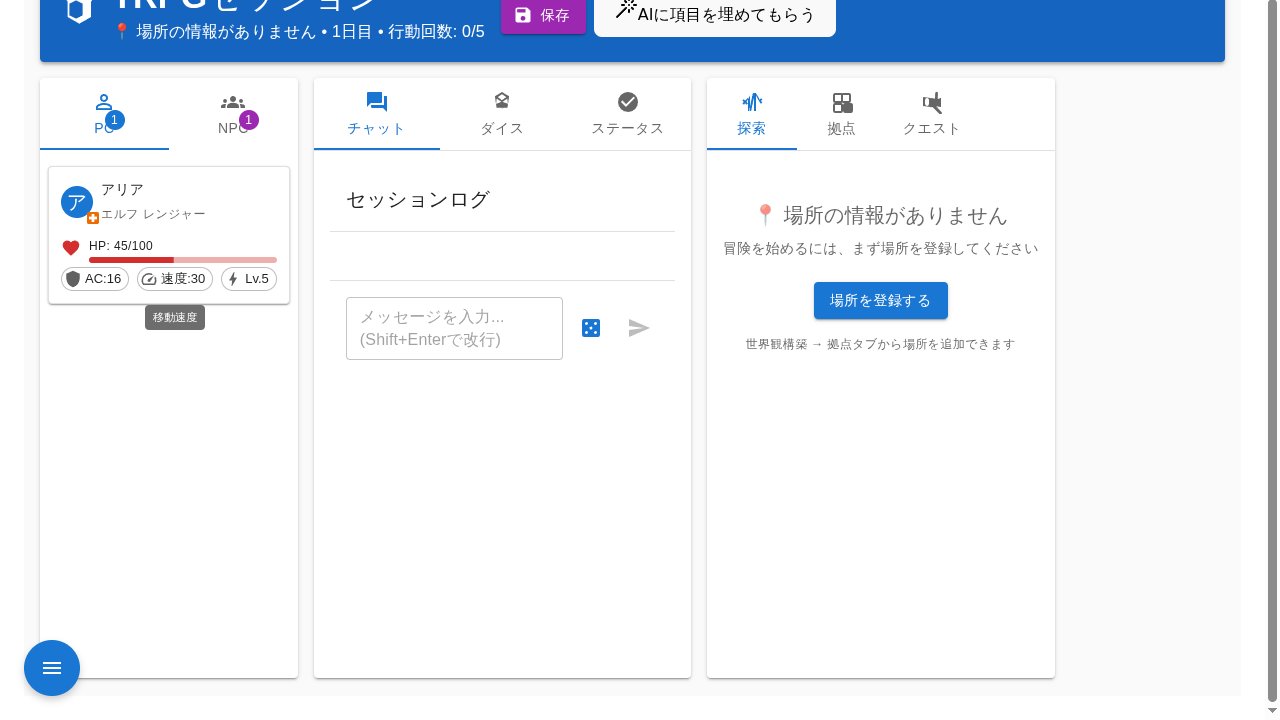 TRPGセッション
📍 場所の情報がありません • 1日目 • 行動回数: 0/5
保存
AIに項目を埋めてもらう
PC
1
NPC
1
ア
アリア
エルフ レンジャー
HP: 45/100
AC:16
速度:30
Lv.5
移動速度
チャット
ダイス
ステータス
セッションログ
メッセージを入力...
(Shift+Enterで改行)
探索
拠点
クエスト
📍 場所の情報がありません
冒険を始めるには、まず場所を登録してください
場所を登録する
世界観構築 → 拠点タブから場所を追加できます